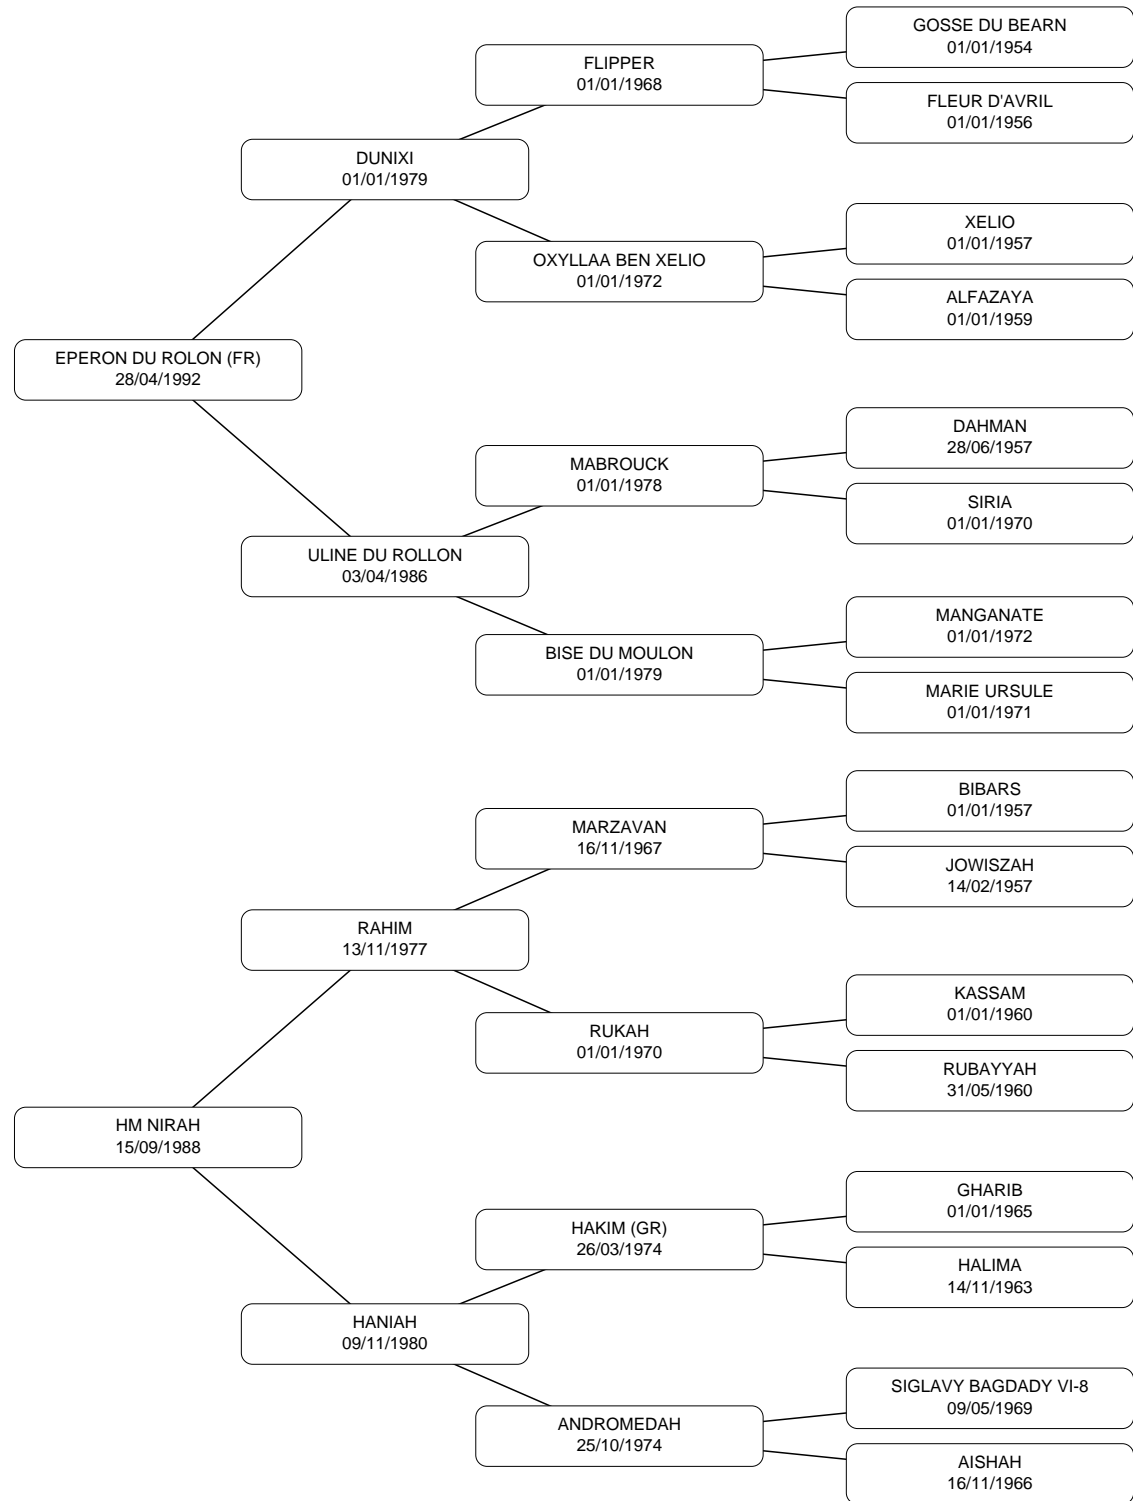 GOSSE DU BEARN
01/01/1954
FLIPPER
01/01/1968
FLEUR D'AVRIL
01/01/1956
DUNIXI
01/01/1979
XELIO
01/01/1957
OXYLLAA BEN XELIO
01/01/1972
ALFAZAYA
01/01/1959
EPERON DU ROLON (FR)
28/04/1992
DAHMAN
28/06/1957
MABROUCK
01/01/1978
SIRIA
01/01/1970
ULINE DU ROLLON
03/04/1986
MANGANATE
01/01/1972
BISE DU MOULON
01/01/1979
MARIE URSULE
01/01/1971
BIBARS
01/01/1957
MARZAVAN
16/11/1967
JOWISZAH
14/02/1957
RAHIM
13/11/1977
KASSAM
01/01/1960
RUKAH
01/01/1970
RUBAYYAH
31/05/1960
HM NIRAH
15/09/1988
GHARIB
01/01/1965
HAKIM (GR)
26/03/1974
HALIMA
14/11/1963
HANIAH
09/11/1980
SIGLAVY BAGDADY VI-8
09/05/1969
ANDROMEDAH
25/10/1974
AISHAH
16/11/1966